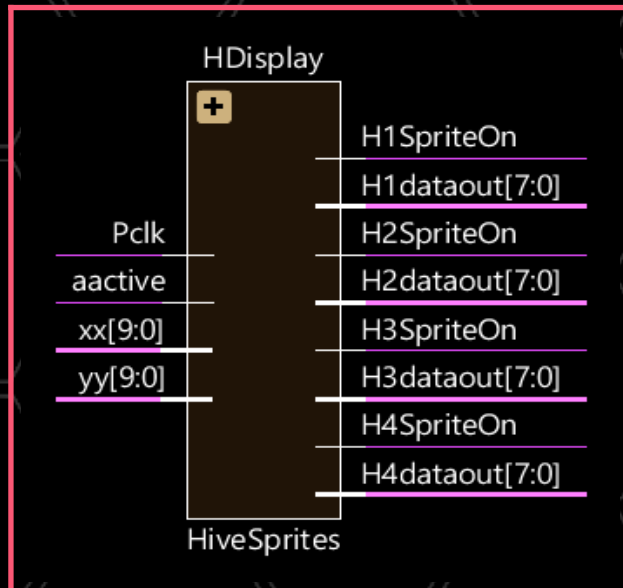 HDisplay
H1SpriteOn
H1dataout[7:0]
Pclk
H2SpriteOn
aactive
H2dataout[7:0]
xx[9:0]
H3SpriteOn
yy[9:0]
H3dataout[7:0]
H4SpriteOn
H4dataout[7:0]
HiveSprites